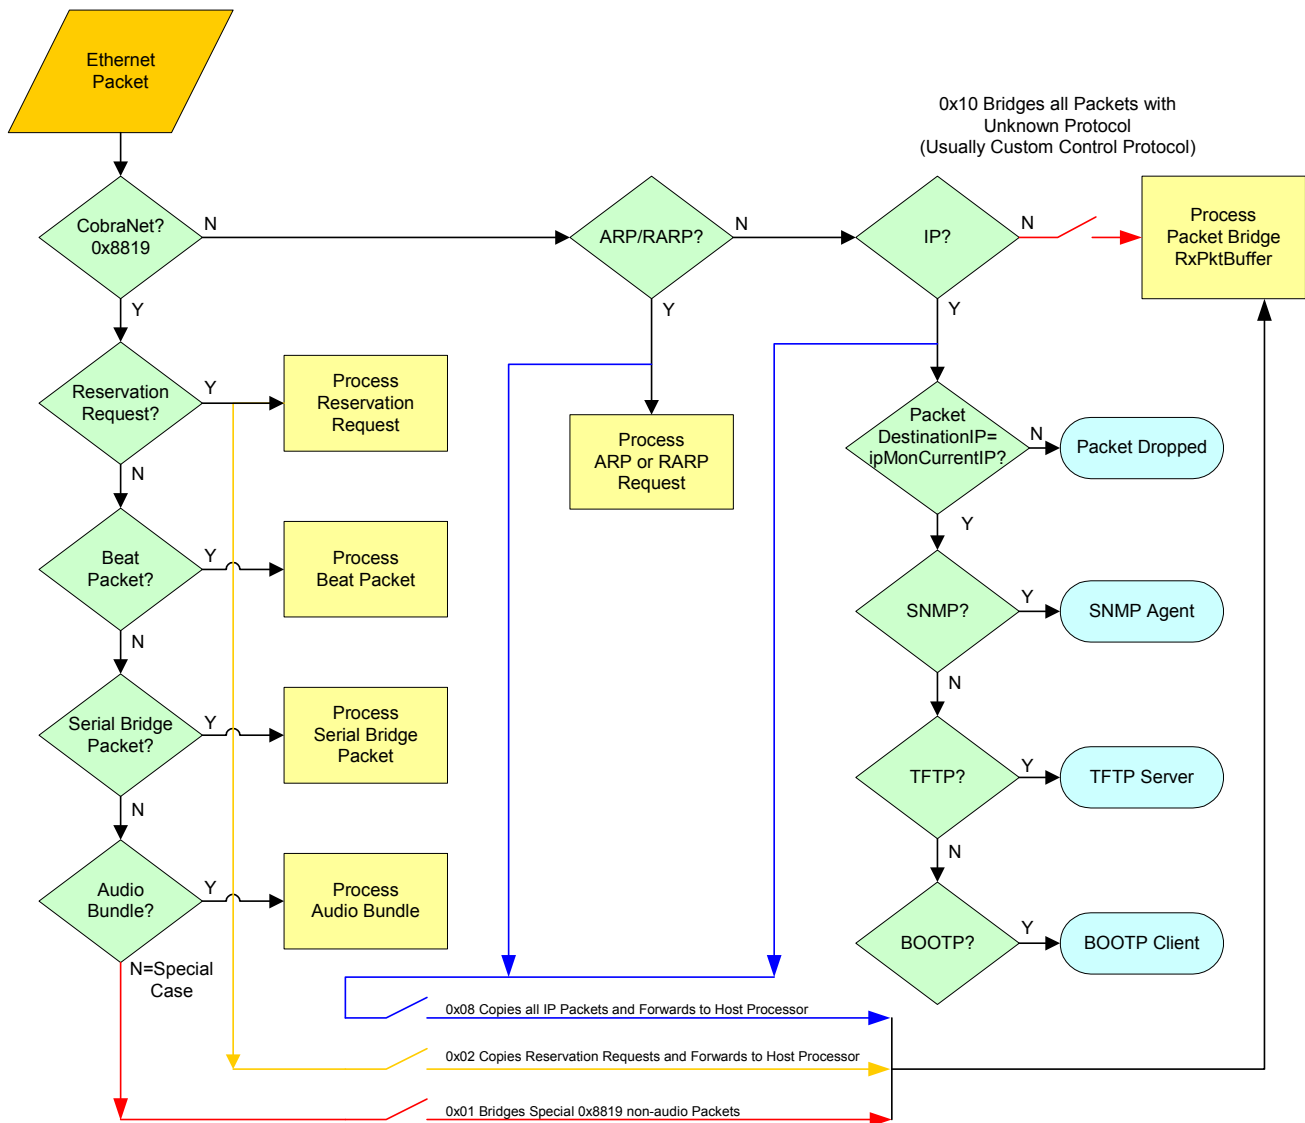 Ethernet
Packet
0x10 Bridges all Packets with
Unknown Protocol
(Usually Custom Control Protocol)
CobraNet?
0x8819
N
ARP/RARP?
N
IP?
N
Process
Packet Bridge
RxPktBuffer
Y
Y
Y
Reservation
Request?
Y
Process
Reservation
Request
Process
ARP or RARP
Request
Packet
DestinationIP=
ipMonCurrentIP?
N
Packet Dropped
N
Y
Beat
Packet?
Y
Process
Beat Packet
SNMP?
Y
SNMP Agent
N
N
Serial Bridge
Packet?
Y
Process
Serial Bridge
Packet
TFTP?
Y
TFTP Server
N
N
Audio
Bundle?
Y
Process
Audio Bundle
BOOTP?
Y
BOOTP Client
N=Special
Case
0x08 Copies all IP Packets and Forwards to Host Processor
0x02 Copies Reservation Requests and Forwards to Host Processor
0x01 Bridges Special 0x8819 non-audio Packets